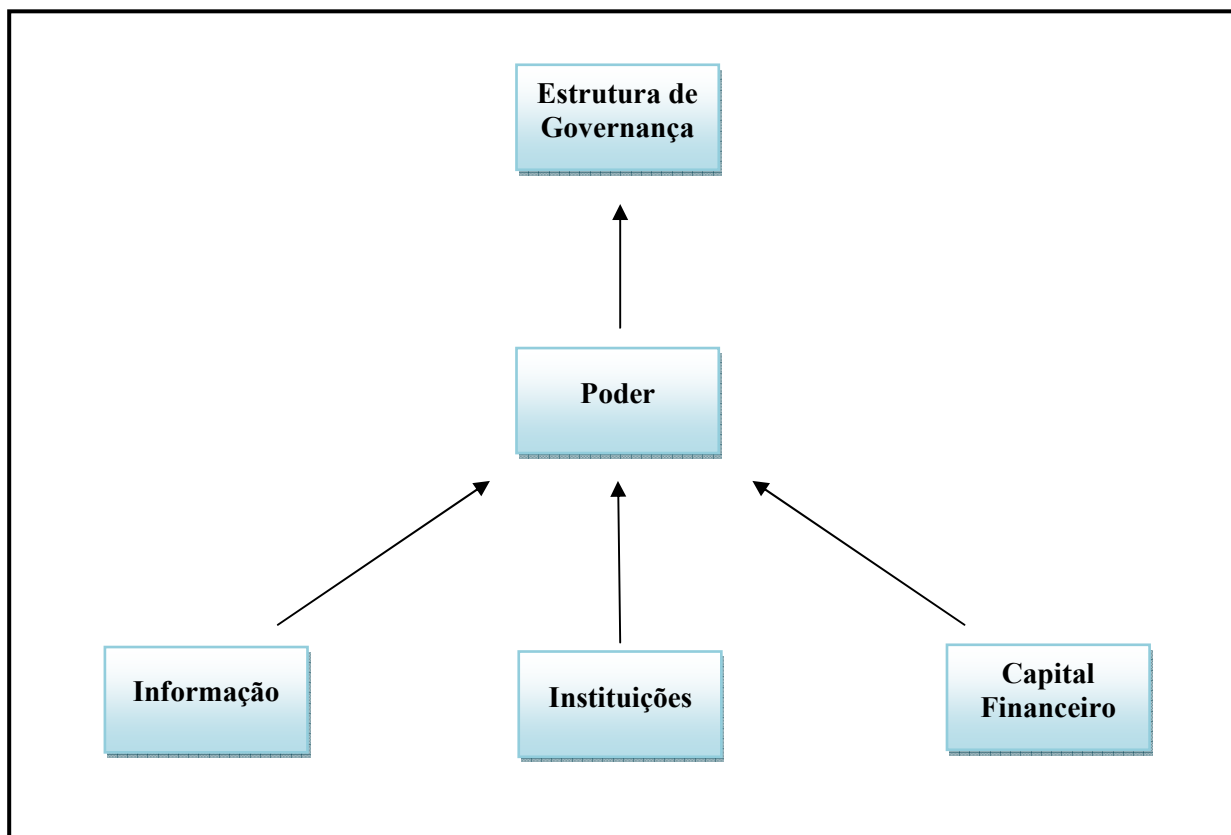 Estrutura de
Governança
Poder
Informação
Instituições
Capital
Financeiro